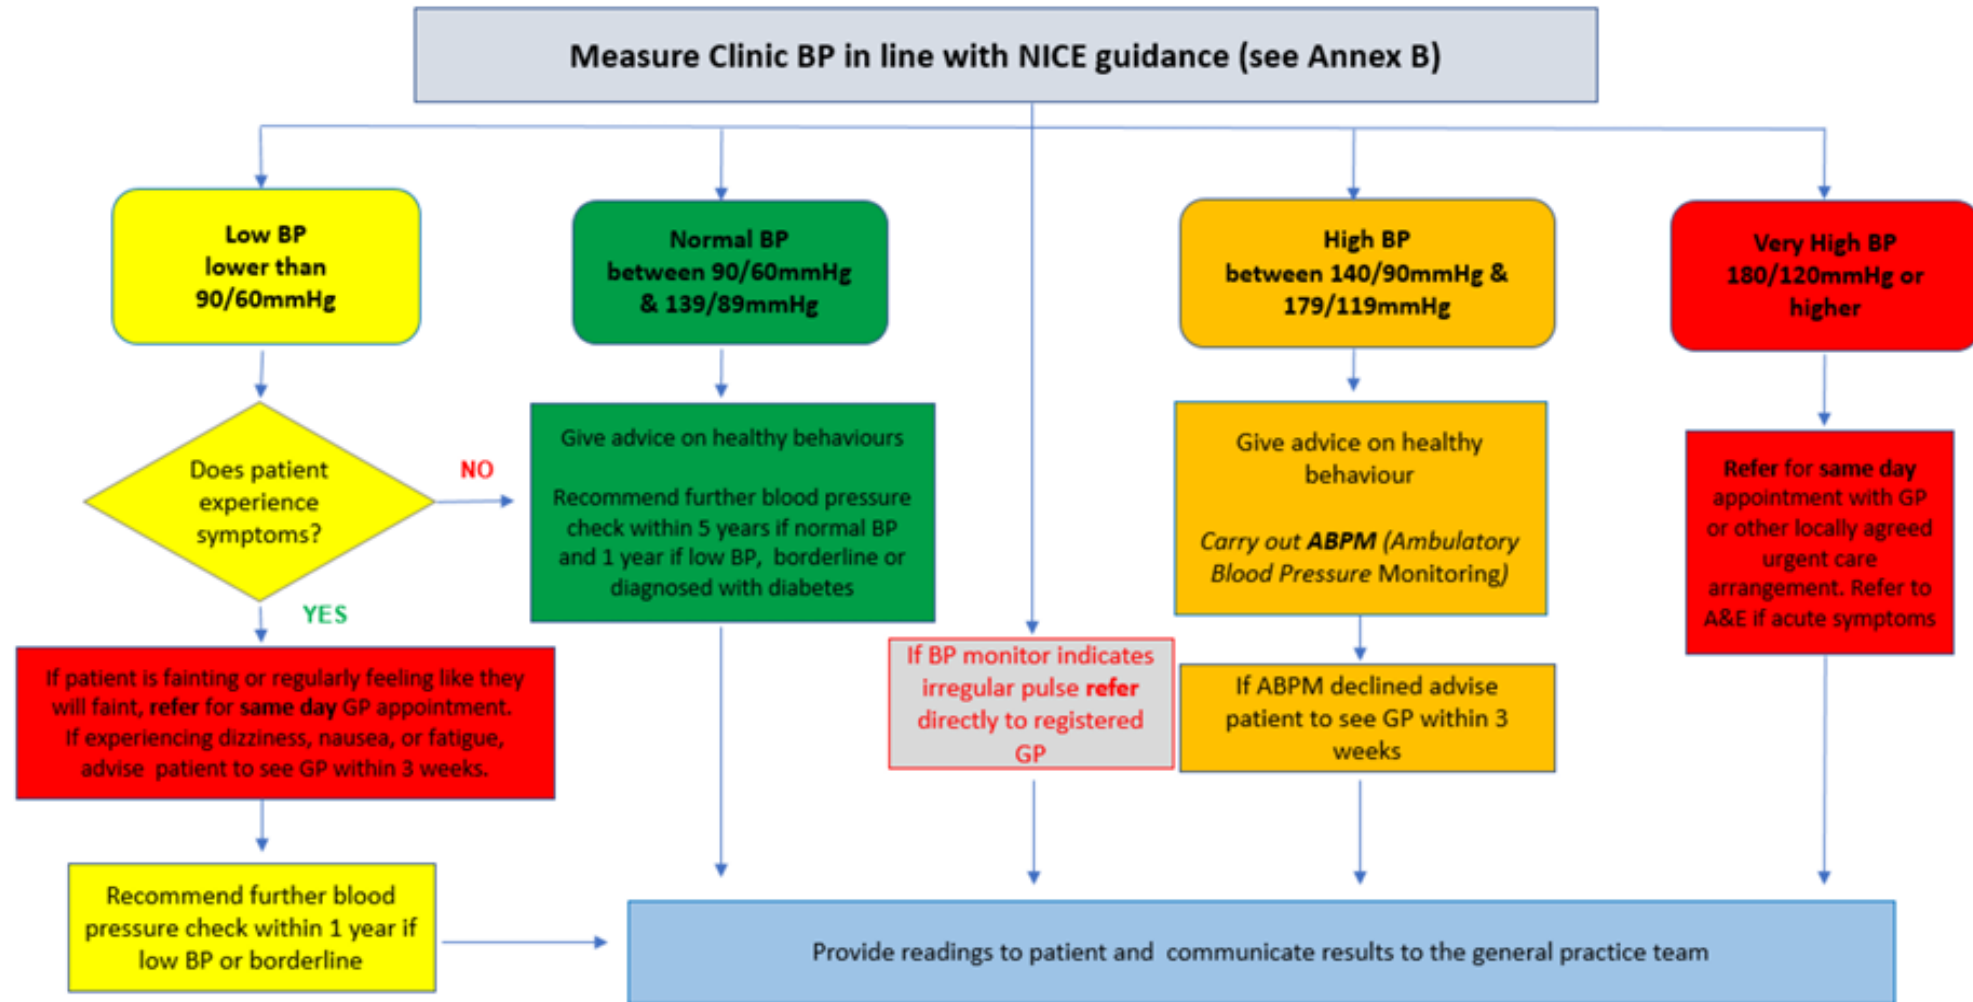 Measure Clinic BP in line with NICE guidance (see Annex B)
Low BP
lower than
90/60mmHg
Normal BP
between 90/60mmHg
& 139/89mmHg
High BP
between 140/90mmHg &
179/119mmHg
Very High BP
180/120mmHg or
higher
Does patient
experience
symptoms?
NO
YES
Give advice on healthy behaviours
Recommend further blood pressure
check within 5 years if normal BP
and 1 year if low BP, borderline or
diagnosed with diabetes
Give advice on healthy
behaviour
Carry out ABPM (Ambulatory
Blood Pressure Monitoring)
Refer for same day
appointment with GP
or other locally agreed
urgent care
arrangement. Refer to
A&E if acute symptoms
If patient is fainting or regularly feeling like they
will faint, refer for same day GP appointment.
If experiencing dizziness, nausea, or fatigue,
advise patient to see GP within 3 weeks.
If BP monitor indicates
irregular pulse refer
directly to registered
GP
If ABPM declined advise
patient to see GP within 3
weeks
Recommend further blood
pressure check within 1 year if
low BP or borderline
Provide readings to patient and communicate results to the general practice team